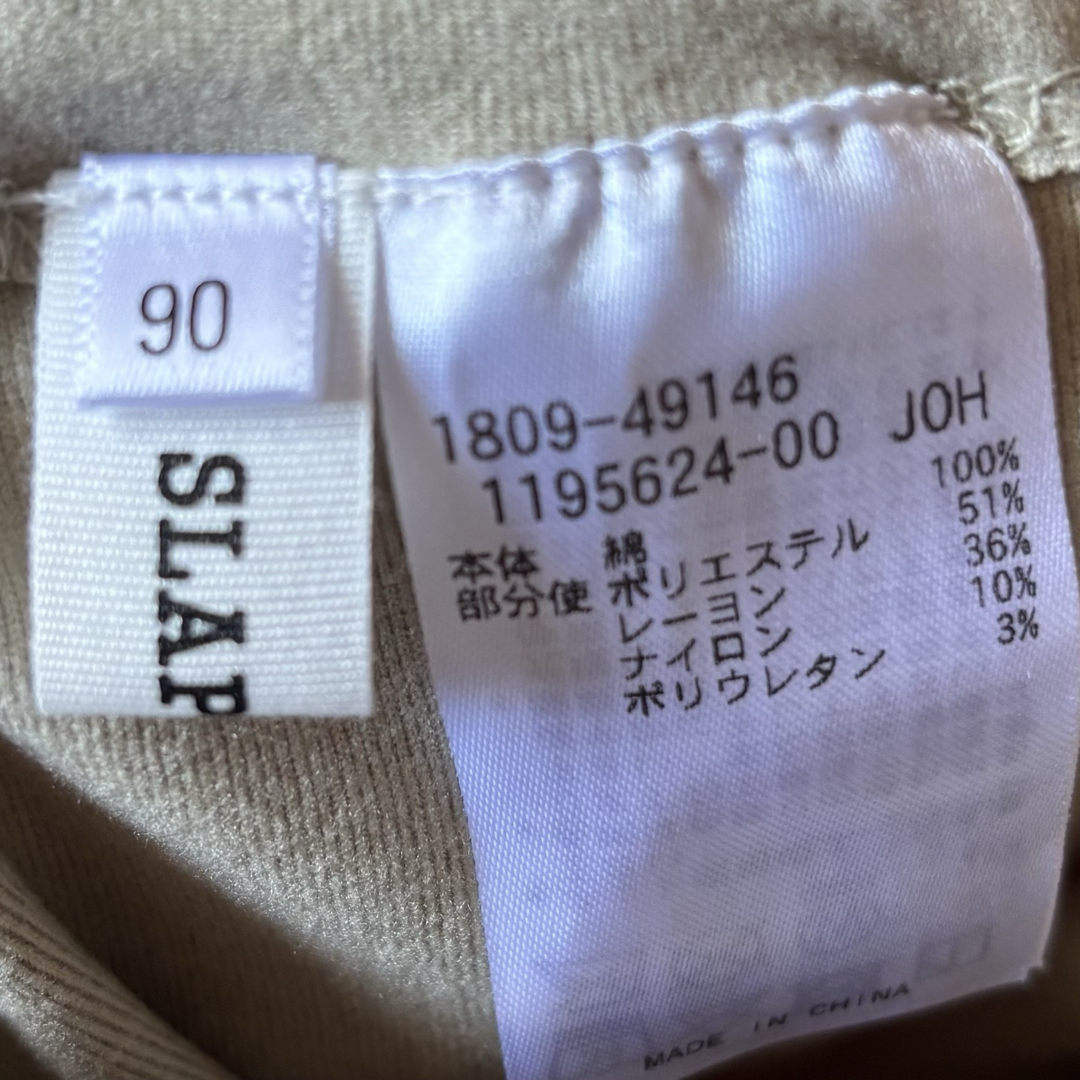 90
SLAP
1809-49146
1195624-00 JOH
本体 綿 100%
部分使 ポリエステル 51%
レーヨン 36%
ナイロン 10%
ポリウレタン 3%
MADE IN CHINA